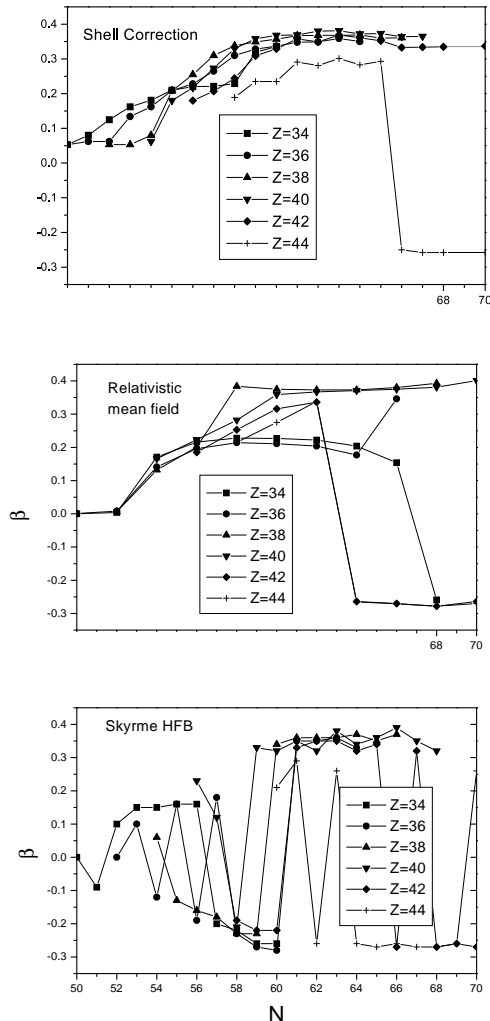 Shell Correction
0.4
0.3
0.2
0.1
0.0
-0.1
-0.2
-0.3
Z=34
Z=36
Z=38
Z=40
Z=42
Z=44
68
70
Relativistic
mean field
β
0.4
0.3
0.2
0.1
0.0
-0.1
-0.2
-0.3
Z=34
Z=36
Z=38
Z=40
Z=42
Z=44
68
70
Skyrme HFB
β
0.4
0.3
0.2
0.1
0.0
-0.1
-0.2
-0.3
Z=34
Z=36
Z=38
Z=40
Z=42
Z=44
50 52 54 56 58 60 62 64 66 68 70
N